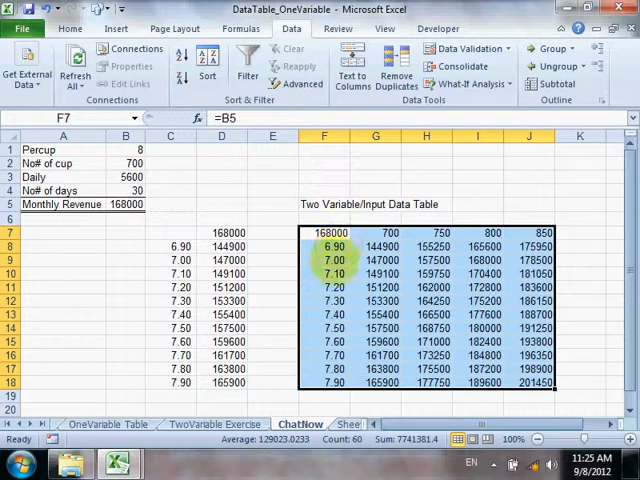 DataTable_OneVariable - Microsoft Excel
File Home Insert Page Layout Formulas Data Review View Developer
Get External Data
Refresh All
Connections
Properties
Edit Links
Connections
Sort
Filter
Clear
Reapply
Advanced
Sort & Filter
Text to Columns
Remove Duplicates
Data Validation
Consolidate
What-If Analysis
Data Tools
Group
Ungroup
Subtotal
Outline
F7 fx =B5
A B C D E F G H I J K
1 Percup 8
2 No# of cup 700
3 Daily 5600
4 No# of days 30
5 Monthly Revenue 168000 Two Variable/Input Data Table
6
7 168000 168000 700 750 800 850
8 6.90 144900 6.90 144900 155250 165600 175950
9 7.00 147000 7.00 147000 157500 168000 178500
10 7.10 149100 7.10 149100 159750 170400 181050
11 7.20 151200 7.20 151200 162000 172800 183600
12 7.30 153300 7.30 153300 164250 175200 186150
13 7.40 155400 7.40 155400 166500 177600 188700
14 7.50 157500 7.50 157500 168750 180000 191250
15 7.60 159600 7.60 159600 171000 182400 193800
16 7.70 161700 7.70 161700 173250 184800 196350
17 7.80 163800 7.80 163800 175500 187200 198900
18 7.90 165900 7.90 165900 177750 189600 201450
19
20
OneVariable Table TwoVariable Exercise ChatNow Shee
Ready Average: 129023.0233 Count: 60 Sum: 7741381.4 100%
EN 11:25 AM
9/8/2012